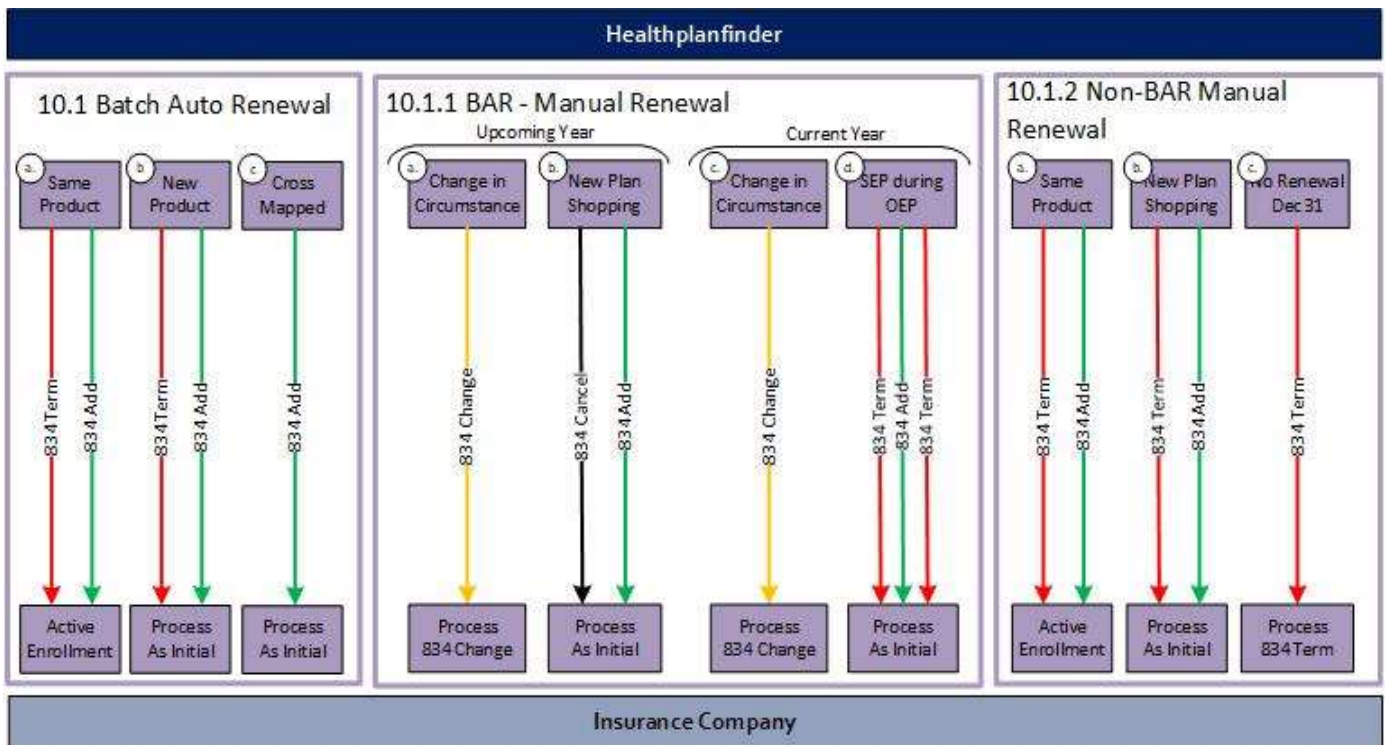 Healthplanfinder
10.1 Batch Auto Renewal
a.
Same
Product
b.
New
Product
c.
Cross
Mapped
834 Term
834 Add
834 Term
834 Add
834 Add
Active
Enrollment
Process
As Initial
Process
As Initial
10.1.1 BAR - Manual Renewal
Upcoming Year
Current Year
a.
Change in
Circumstance
b.
New Plan
Shopping
c.
Change in
Circumstance
d.
SEP during
OEP
834 Change
834 Cancel
834 Add
834 Change
834 Term
834 Add
834 Term
Process
834 Change
Process
As Initial
Process
834 Change
Process
As Initial
10.1.2 Non-BAR Manual
Renewal
a.
Same
Product
b.
New Plan
Shopping
c.
No Renewal
Dec 31
834 Term
834 Add
834 Term
834 Add
834 Term
Active
Enrollment
Process
As Initial
Process
834 Term
Insurance Company